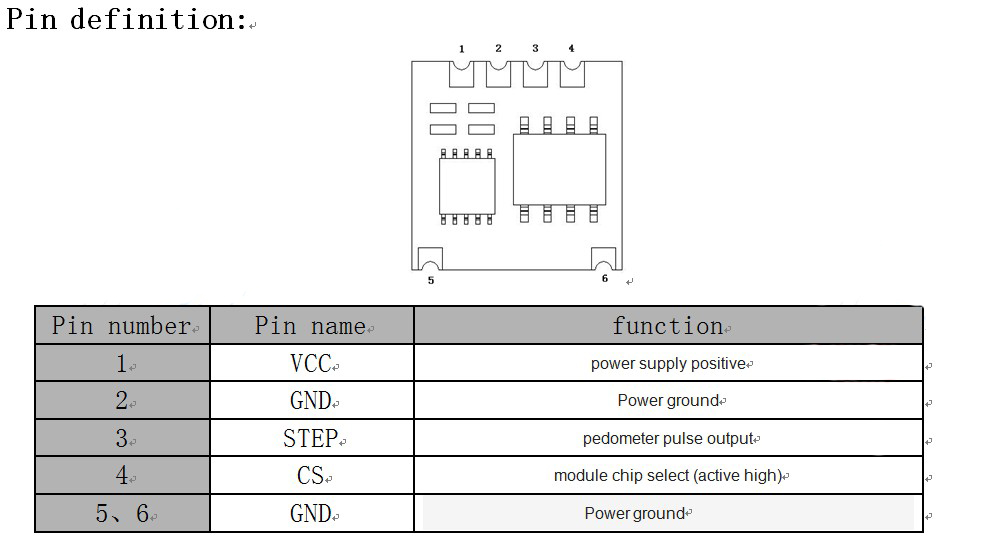 Pin definition:
1 2 3 4
5 6
Pin number Pin name function
1 VCC power supply positive
2 GND Power ground
3 STEP pedometer pulse output
4 CS module chip select (active high)
5、6 GND Power ground